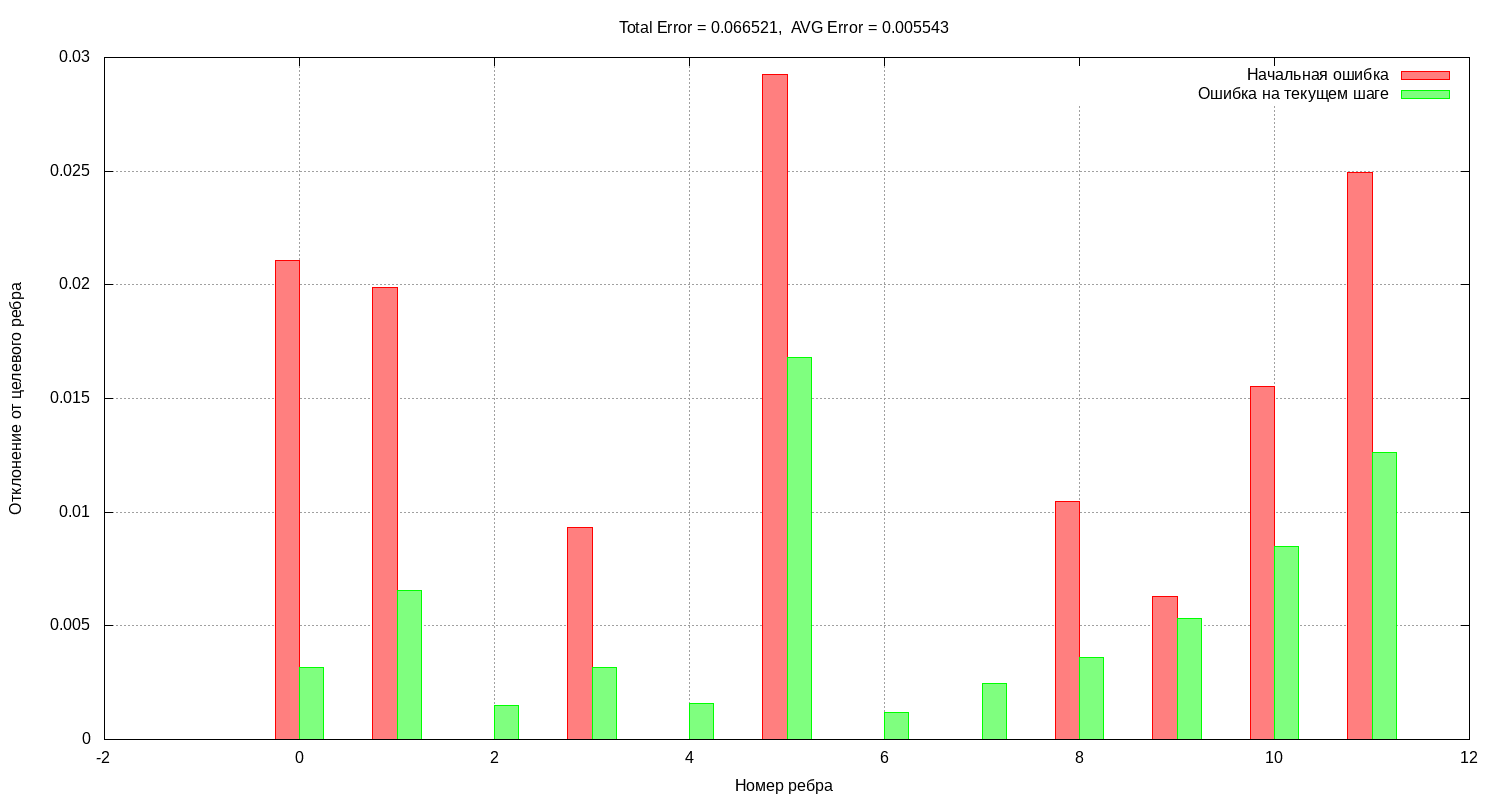 Total Error = 0.066521,  AVG Error = 0.005543
Начальная ошибка
Ошибка на текущем шаге
Отклонение от целевого ребра
0.03
0.025
0.02
0.015
0.01
0.005
0
-2 0 2 4 6 8 10 12
Номер ребра